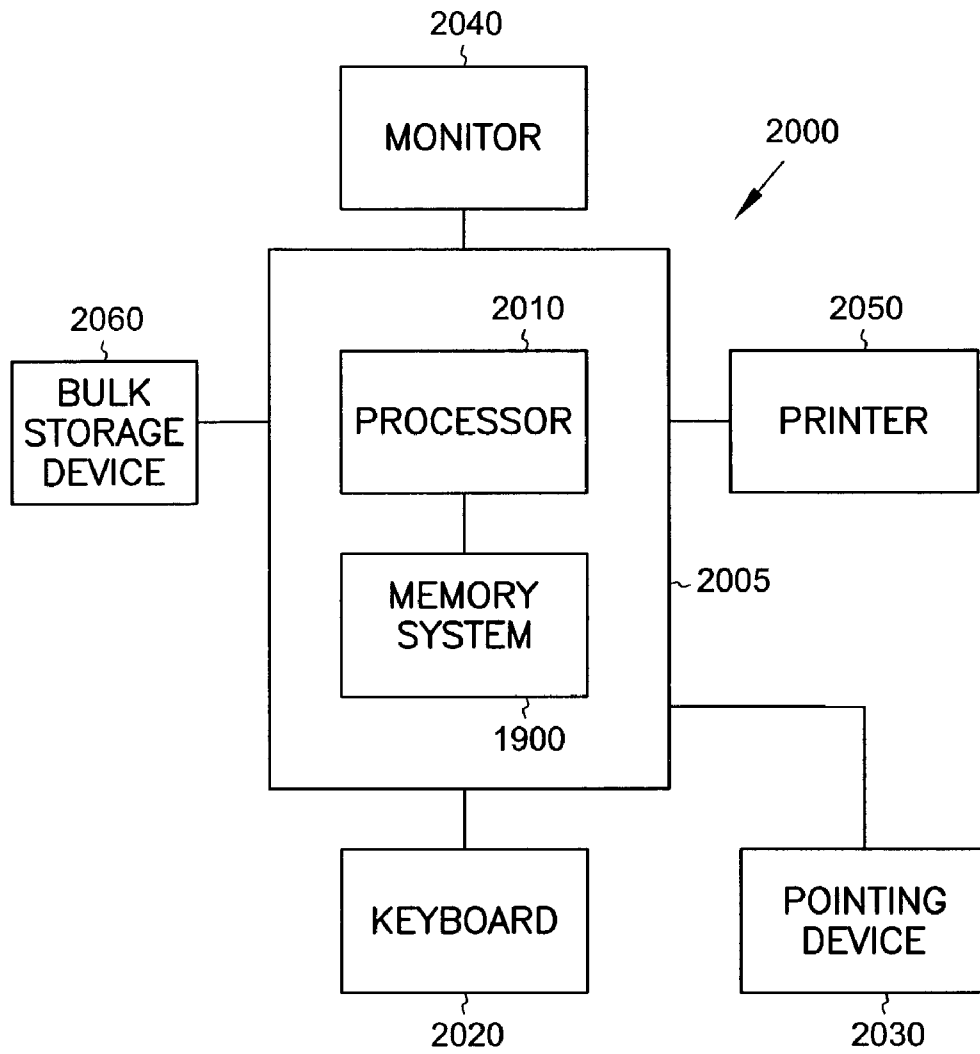 2040
MONITOR
2000
2060
BULK
STORAGE
DEVICE
2010
PROCESSOR
2050
PRINTER
MEMORY
SYSTEM
2005
1900
KEYBOARD
2020
POINTING
DEVICE
2030